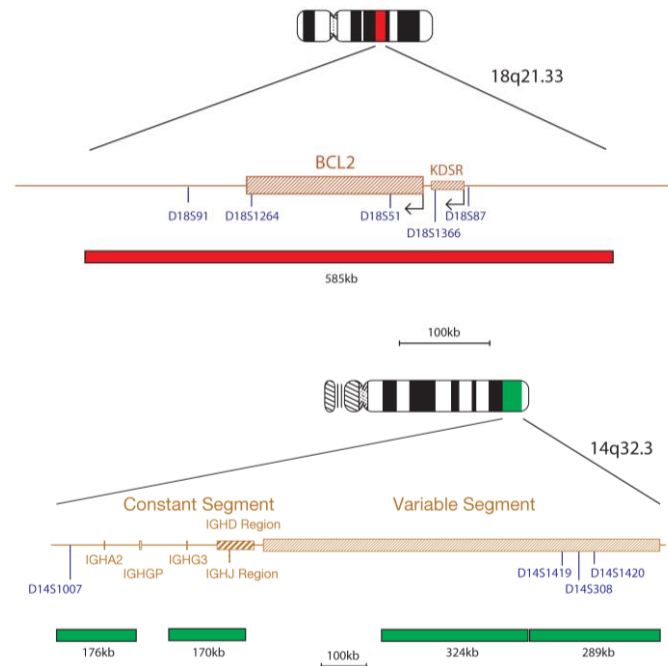 18q21.33
BCL2
KDSR
D18S91
D18S1264
D18S51
D18S87
D18S1366
585kb
100kb
14q32.3
Constant Segment
Variable Segment
IGHD Region
IGHA2
IGHG3
IGHGP
IGHJ Region
D14S1007
D14S1419
D14S1420
D14S308
176kb
170kb
324kb
289kb
100kb